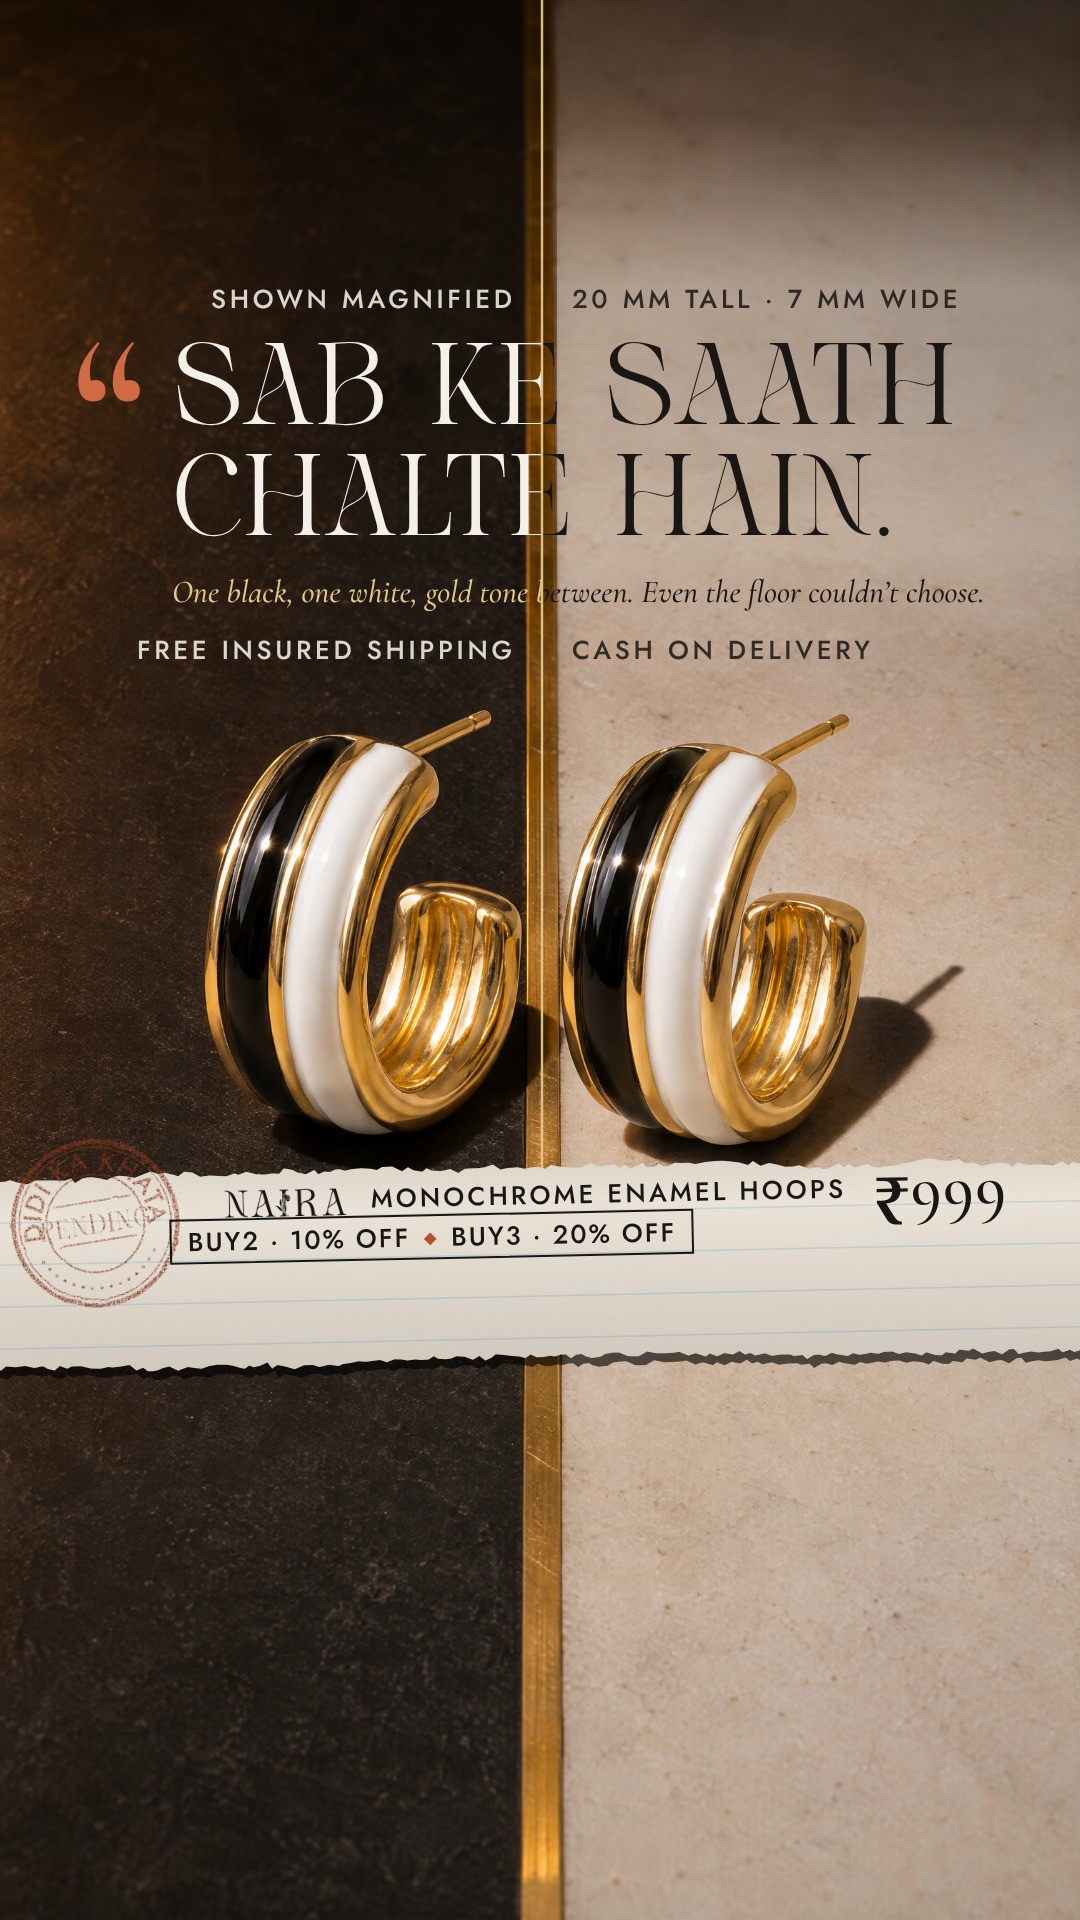 SHOWN MAGNIFIED
20 MM TALL · 7 MM WIDE
“SAB KE SAATH
CHALTE HAIN.
One black, one white, gold tone between. Even the floor couldn’t choose.
FREE INSURED SHIPPING
CASH ON DELIVERY
DIDI KA KHATA
PENDING
NAIRA MONOCHROME ENAMEL HOOPS ₹999
BUY2 · 10% OFF ◆ BUY3 · 20% OFF